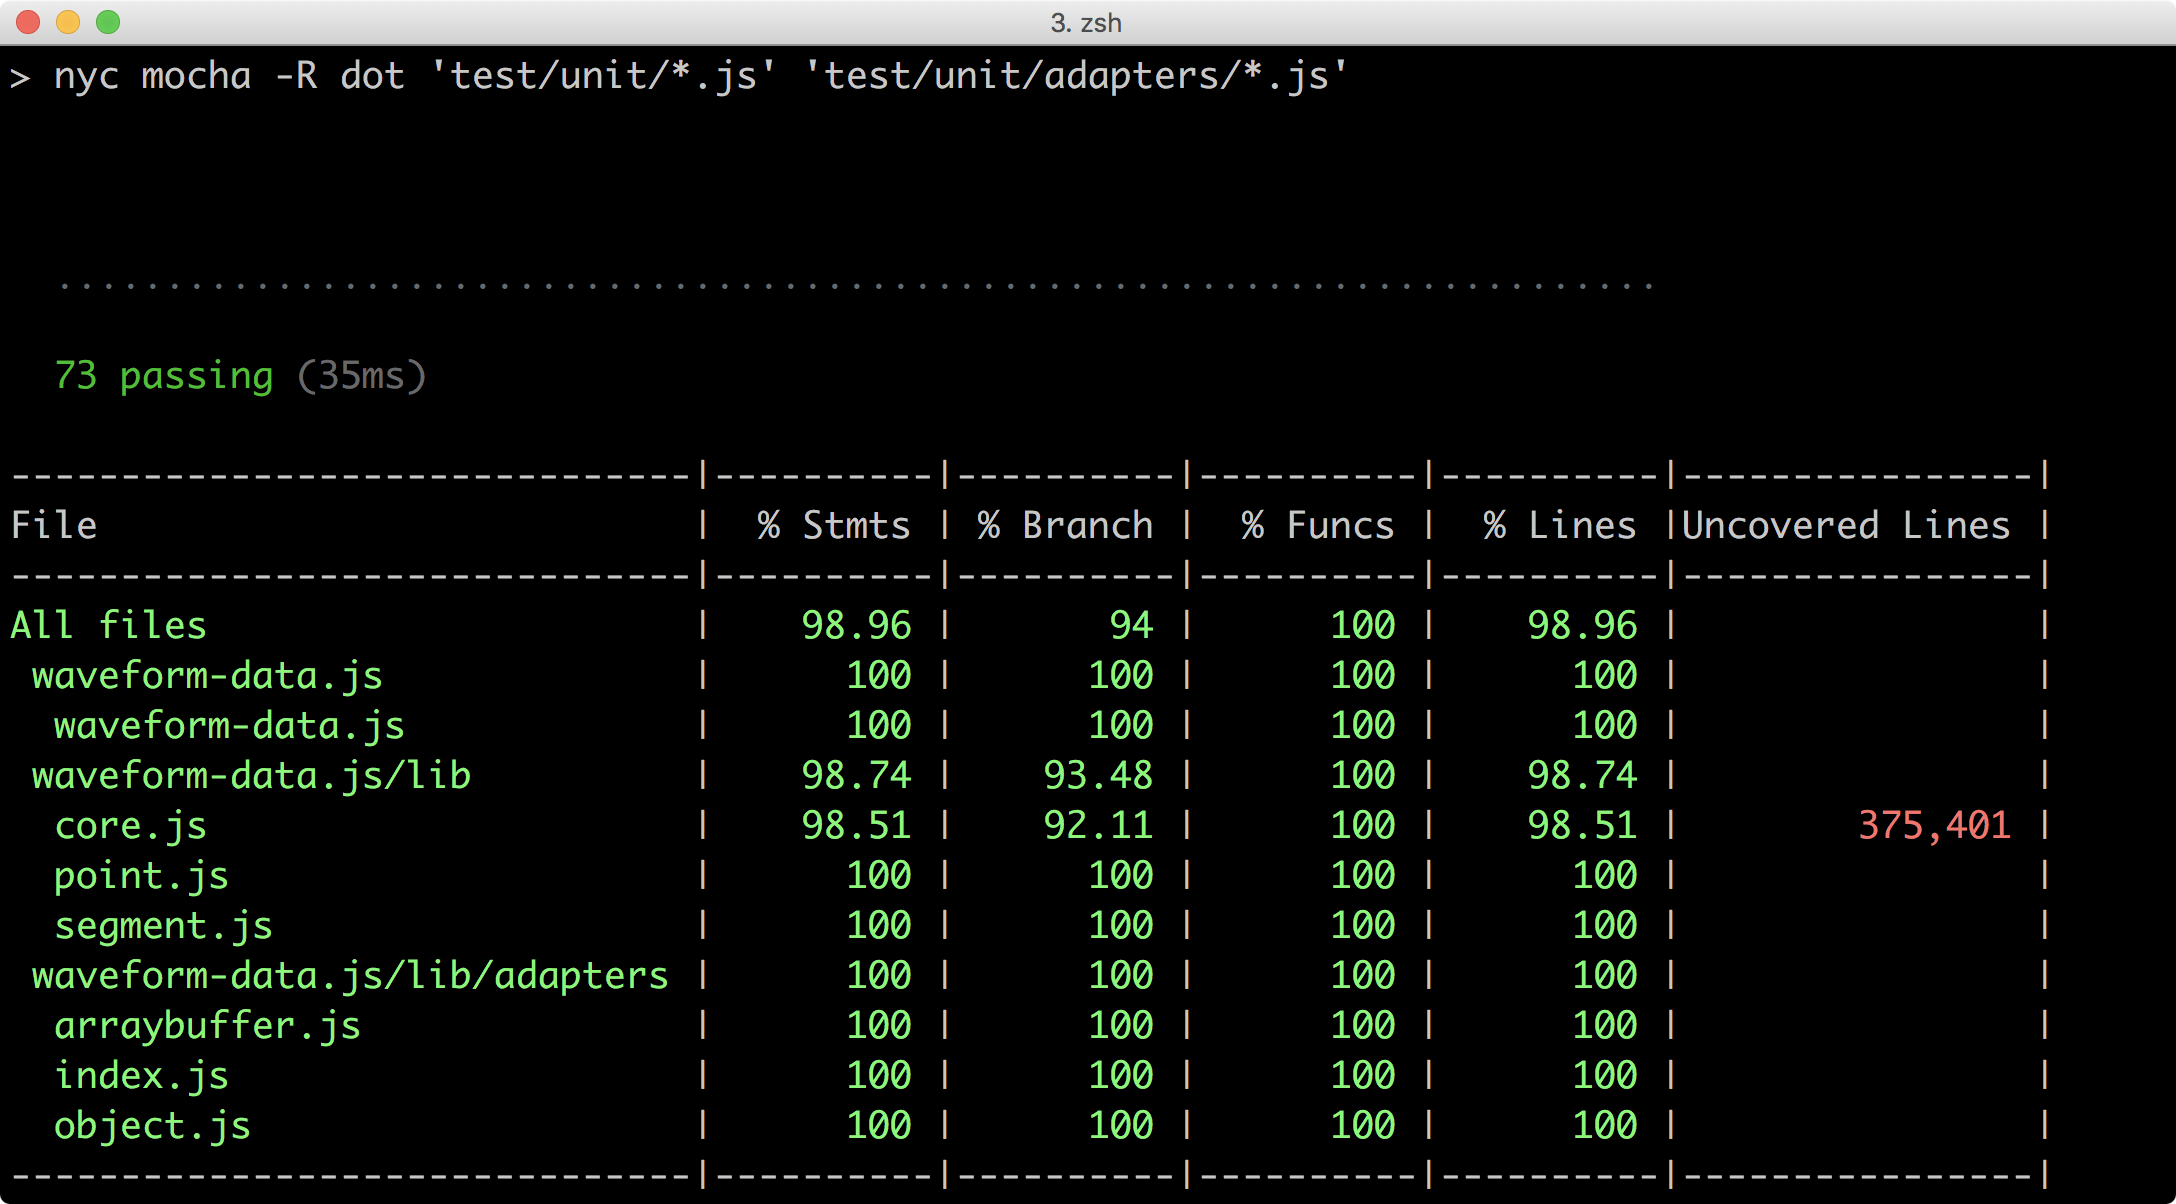 3. zsh
> nyc mocha -R dot 'test/unit/*.js' 'test/unit/adapters/*.js'
·········································································
73 passing (35ms)
-------------------------------|----------|----------|----------|----------|----------------|
File                           |  % Stmts | % Branch |  % Funcs |  % Lines |Uncovered Lines |
-------------------------------|----------|----------|----------|----------|----------------|
All files                      |    98.96 |       94 |      100 |    98.96 |                |
 waveform-data.js              |      100 |      100 |      100 |      100 |                |
  waveform-data.js             |      100 |      100 |      100 |      100 |                |
 waveform-data.js/lib          |    98.74 |    93.48 |      100 |    98.74 |                |
  core.js                      |    98.51 |    92.11 |      100 |    98.51 |        375,401 |
  point.js                     |      100 |      100 |      100 |      100 |                |
  segment.js                   |      100 |      100 |      100 |      100 |                |
 waveform-data.js/lib/adapters |      100 |      100 |      100 |      100 |                |
  arraybuffer.js               |      100 |      100 |      100 |      100 |                |
  index.js                     |      100 |      100 |      100 |      100 |                |
  object.js                    |      100 |      100 |      100 |      100 |                |
-------------------------------|----------|----------|----------|----------|----------------|